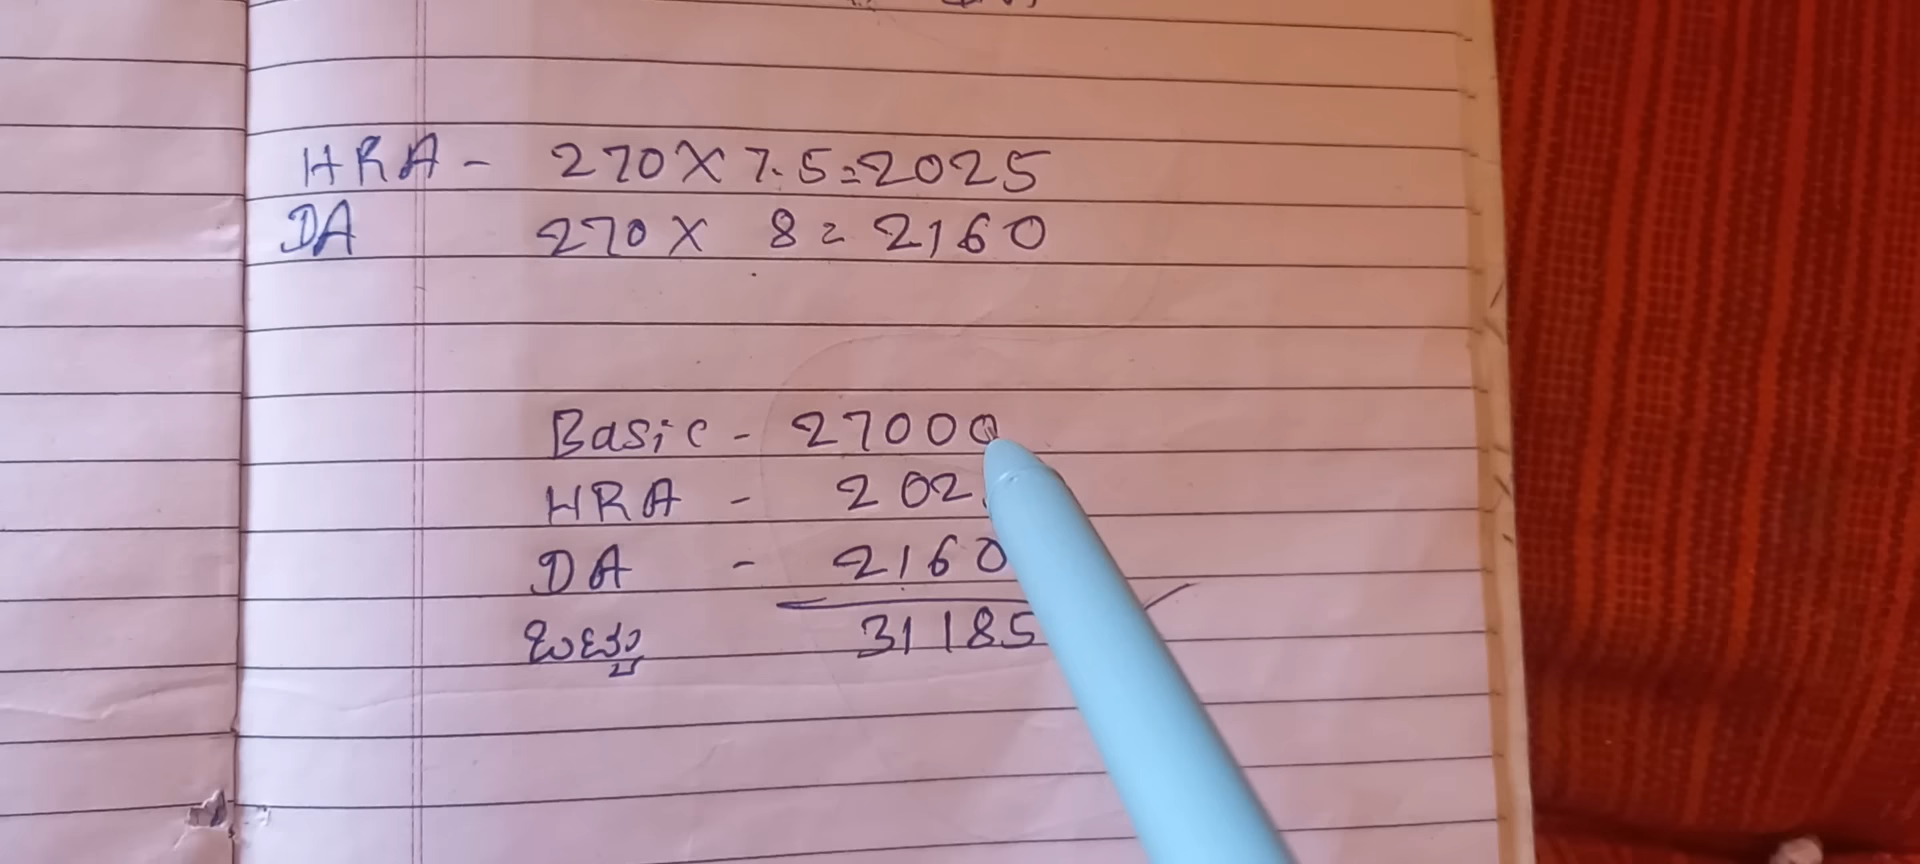 HRA - 270 X 7.5=2025
DA 270 X 8= 2160
Basic - 27000
HRA - 202
DA - 2160
ಒಟ್ಟು 31185